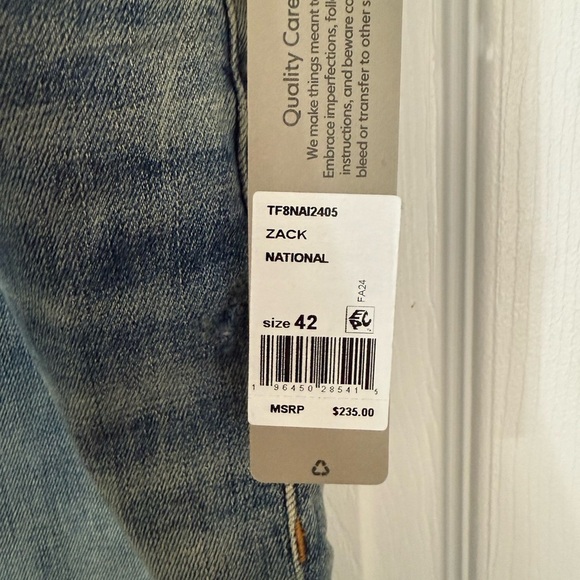 Quality Care
We make things meant t
Embrace imperfections, foll
instructions, and beware co
bleed or transfer to other s
TF8NAI2405
ZACK
NATIONAL
FA24
size 42
1 96450 28541 5
MSRP $235.00